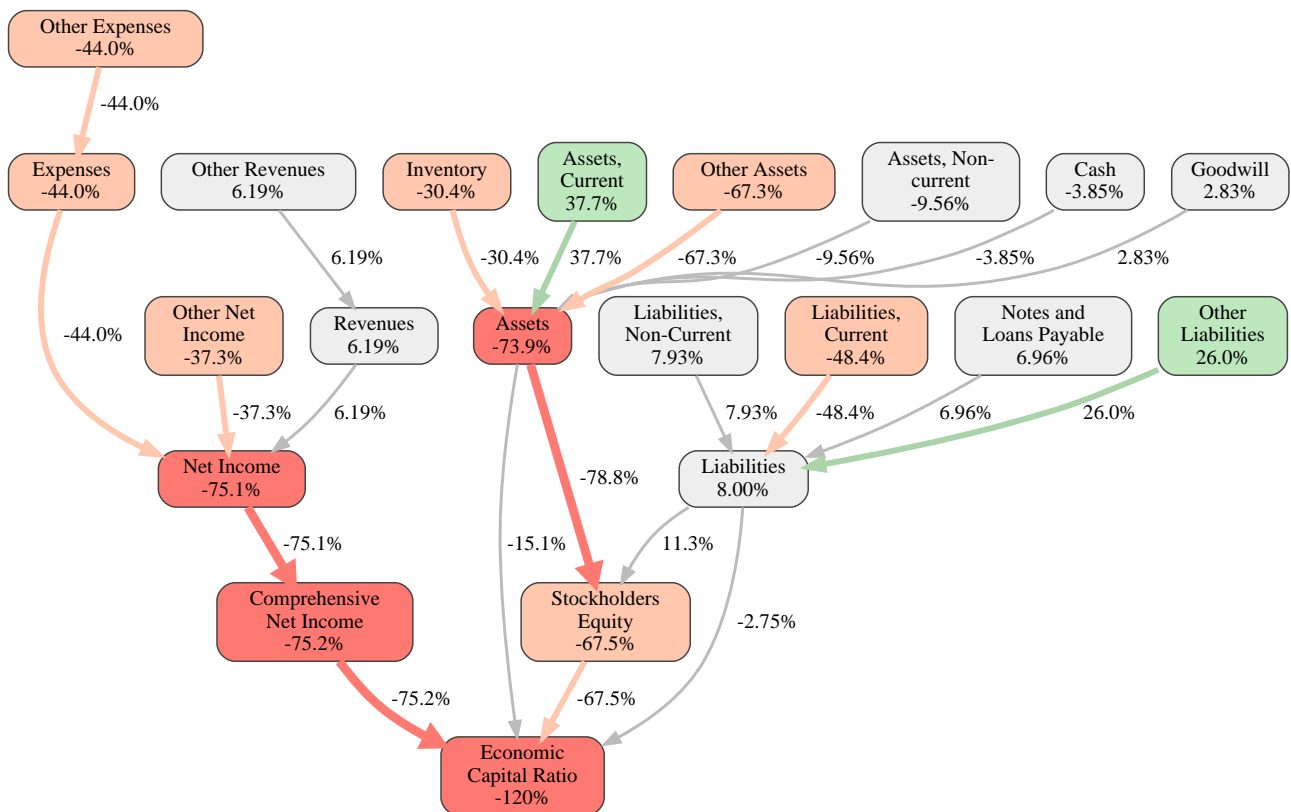 Other Expenses
-44.0%
-44.0%
Expenses
-44.0%
Other Revenues
6.19%
Inventory
-30.4%
Assets,
Current
37.7%
Other Assets
-67.3%
Assets, Non-
current
-9.56%
Cash
-3.85%
Goodwill
2.83%
6.19%
-30.4%
37.7%
-67.3%
-9.56%
-3.85%
2.83%
-44.0%
Other Net
Income
-37.3%
Revenues
6.19%
Assets
-73.9%
Liabilities,
Non-Current
7.93%
Liabilities,
Current
-48.4%
Notes and
Loans Payable
6.96%
Other
Liabilities
26.0%
-37.3%
6.19%
7.93%
-48.4%
6.96%
26.0%
Net Income
-75.1%
-78.8%
Liabilities
8.00%
-75.1%
-15.1%
11.3%
-2.75%
Comprehensive
Net Income
-75.2%
Stockholders
Equity
-67.5%
-75.2%
-67.5%
Economic
Capital Ratio
-120%